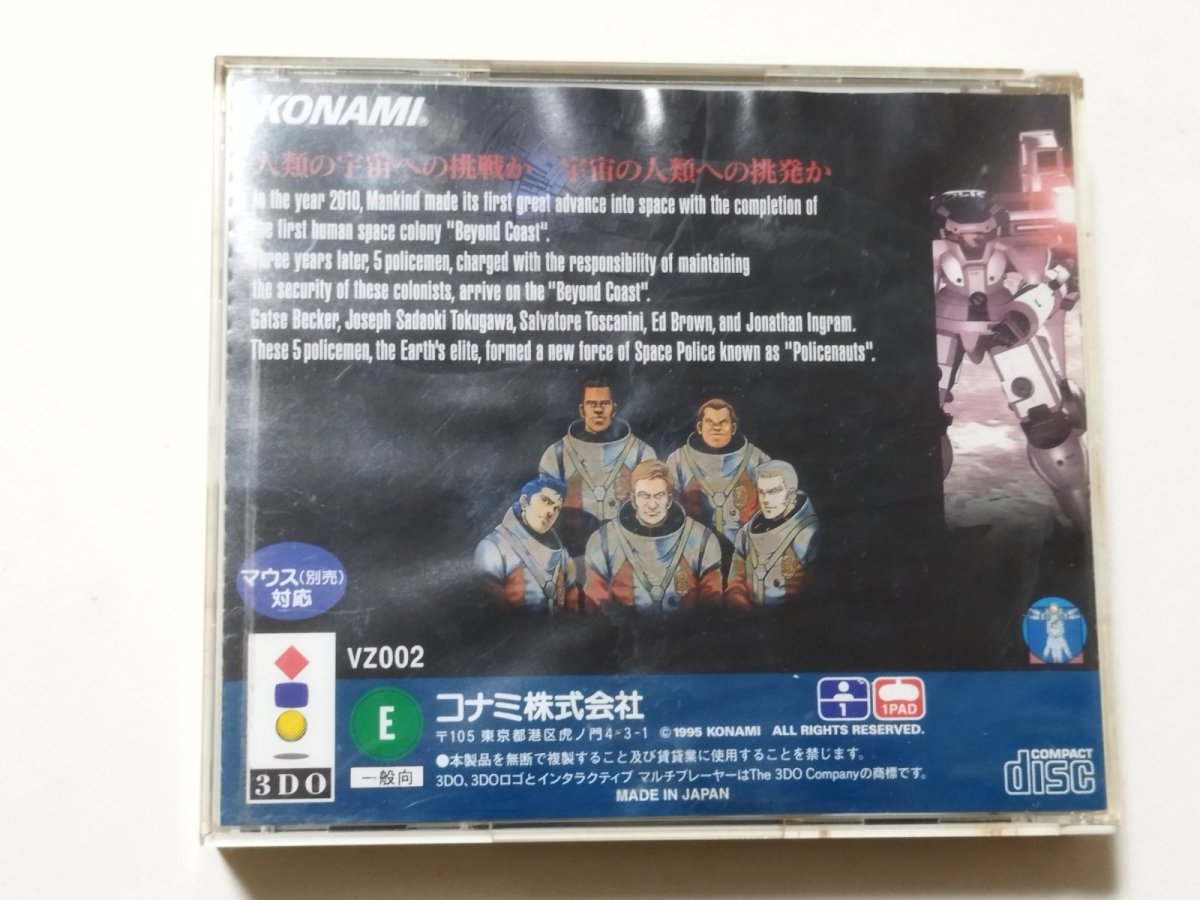 KONAMI®
人類の宇宙への挑戦か 宇宙の人類への挑発か
In the year 2010, Mankind made its first great advance into space with the completion of
the first human space colony "Beyond Coast".
Three years later, 5 policemen, charged with the responsibility of maintaining
the security of these colonists, arrive on the "Beyond Coast".
Gatse Becker, Joseph Sadaoki Tokugawa, Salvatore Toscanini, Ed Brown, and Jonathan Ingram.
These 5 policemen, the Earth's elite, formed a new force of Space Police known as "Policenauts".
マウス(別売)
対応
VZ002
3DO
E
一般向
コナミ株式会社
〒105 東京都港区虎ノ門4-3-1 ©1995 KONAMI ALL RIGHTS RESERVED.
1
1PAD
●本製品を無断で複製すること及び賃貸業に使用することを禁じます。
3DO、3DOロゴとインタラクティブ マルチプレーヤーはThe 3DO Companyの商標です。
MADE IN JAPAN
COMPACT
disc